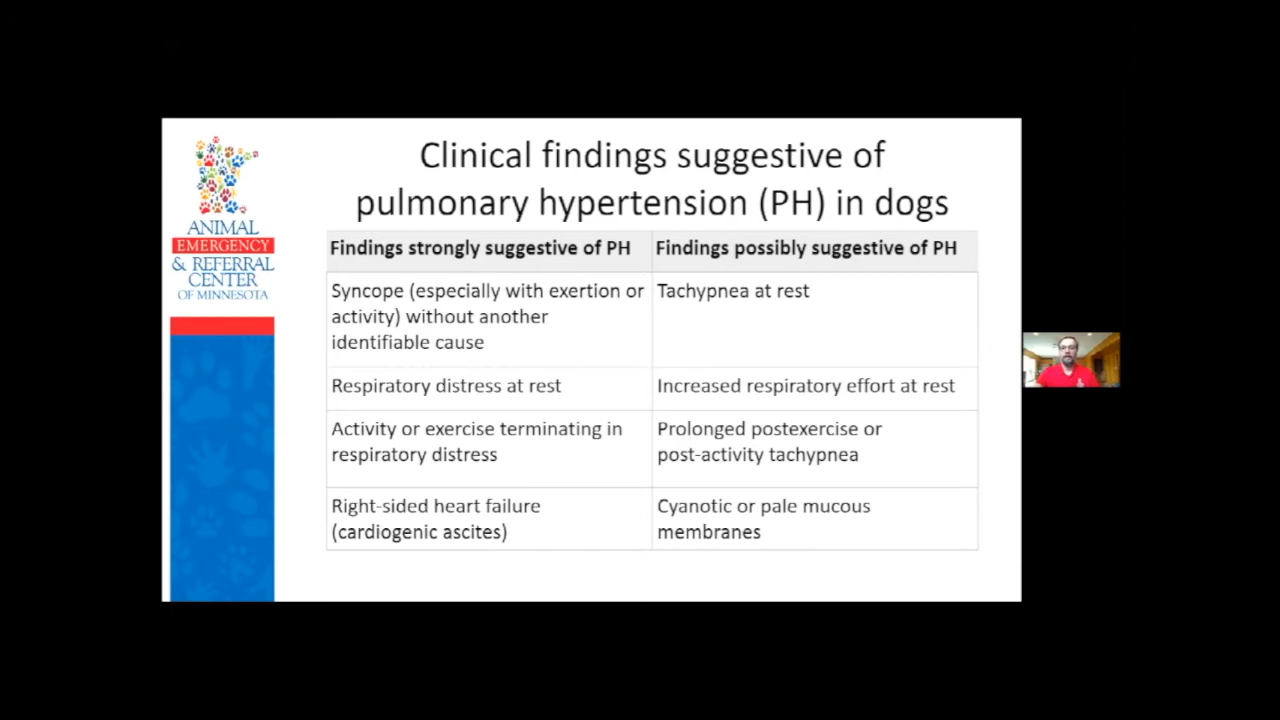 Clinical findings suggestive of
pulmonary hypertension (PH) in dogs
ANIMAL
EMERGENCY
& REFERRAL
CENTER
OF MINNESOTA
Findings strongly suggestive of PH
Findings possibly suggestive of PH
Syncope (especially with exertion or
activity) without another
identifiable cause
Tachypnea at rest
Respiratory distress at rest
Increased respiratory effort at rest
Activity or exercise terminating in
respiratory distress
Prolonged postexercise or
post-activity tachypnea
Right-sided heart failure
(cardiogenic ascites)
Cyanotic or pale mucous
membranes